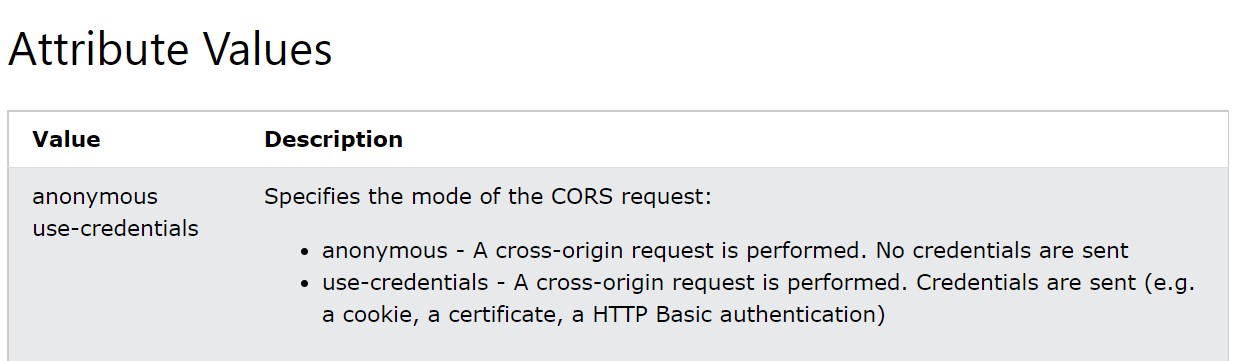 Attribute Values
Value Description
anonymous
use-credentials
Specifies the mode of the CORS request:
• anonymous - A cross-origin request is performed. No credentials are sent
• use-credentials - A cross-origin request is performed. Credentials are sent (e.g.
a cookie, a certificate, a HTTP Basic authentication)